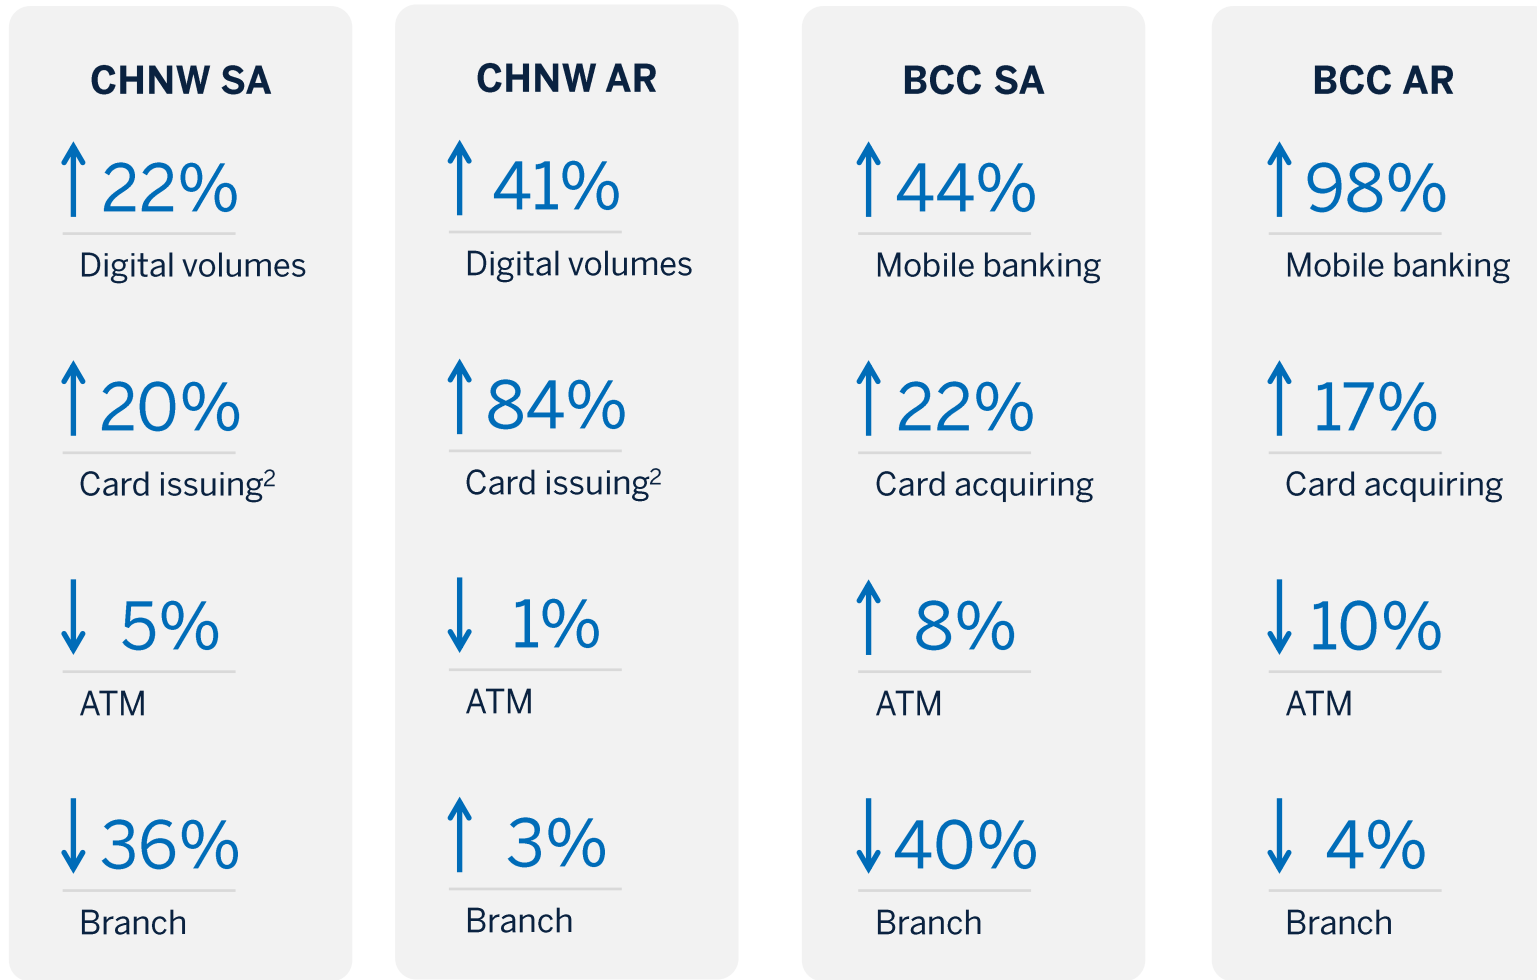 CHNW SA
22%
Digital volumes
20%
Card issuing²
5%
ATM
36%
Branch
CHNW AR
41%
Digital volumes
84%
Card issuing²
1%
ATM
3%
Branch
BCC SA
44%
Mobile banking
22%
Card acquiring
8%
ATM
40%
Branch
BCC AR
98%
Mobile banking
17%
Card acquiring
10%
ATM
4%
Branch